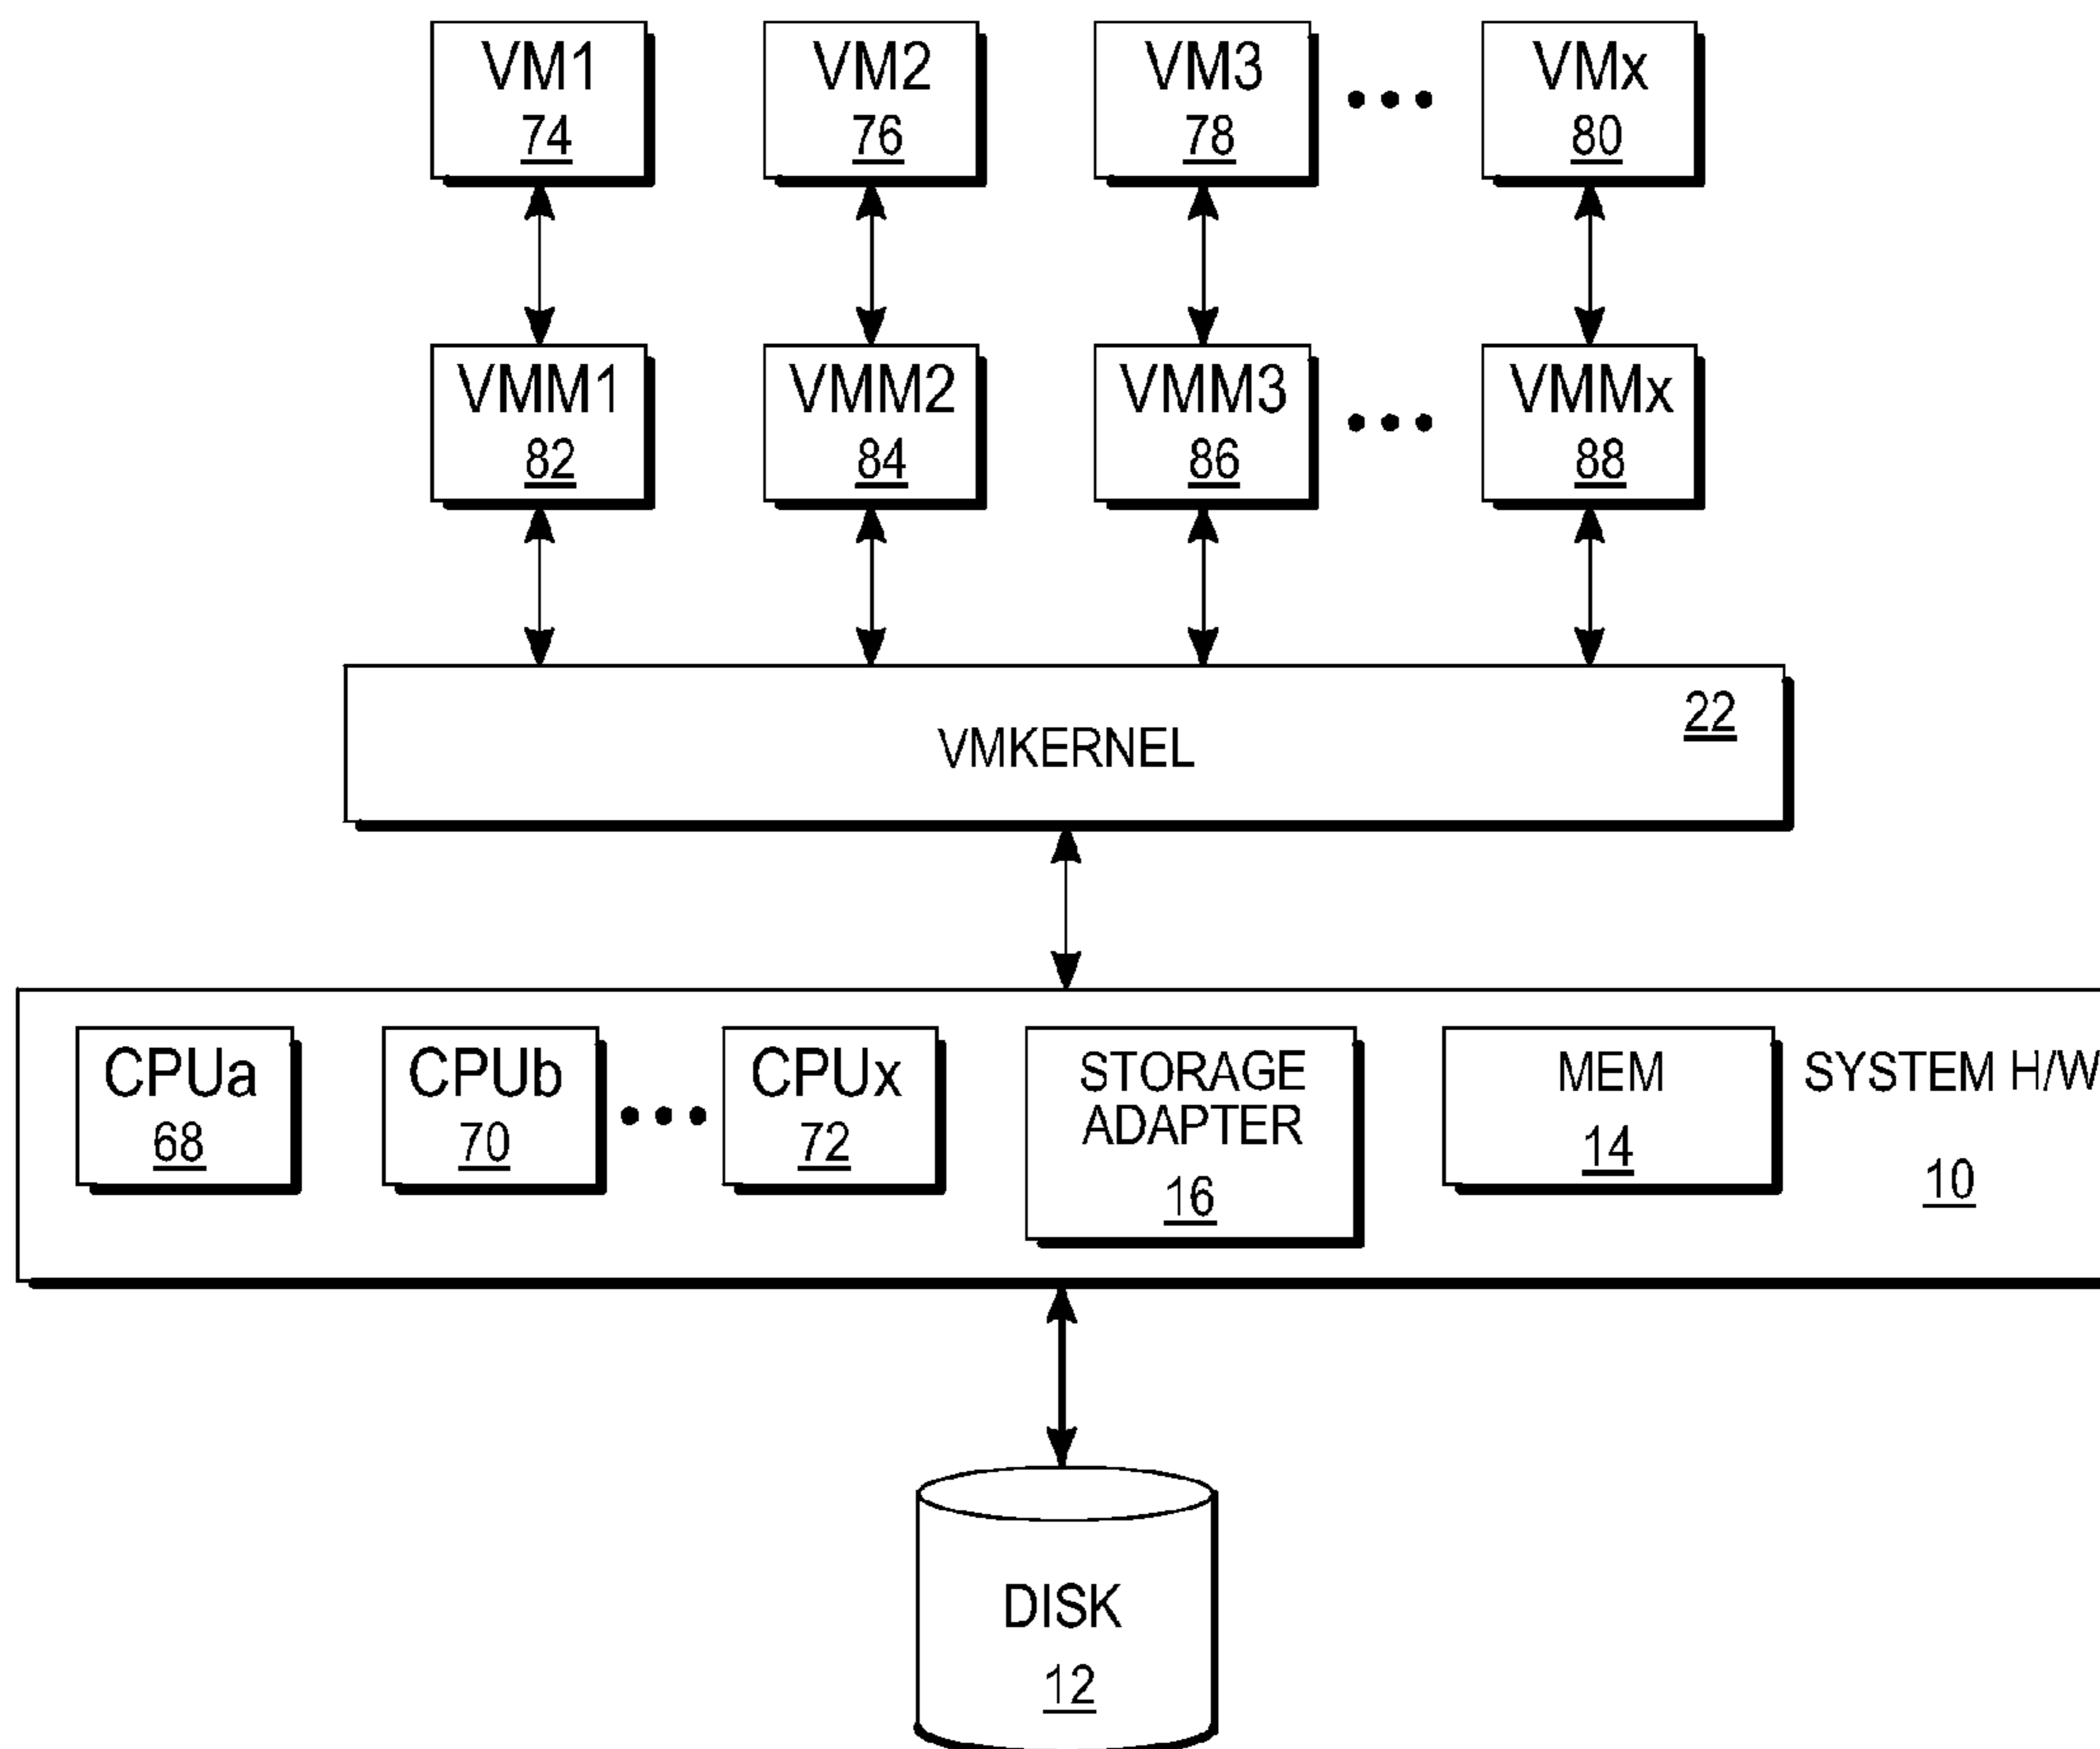 VM1
74
VM2
76
VM3
78
VMx
80
VMM1
82
VMM2
84
VMM3
86
VMMx
88
22
VMKERNEL
CPUa
68
CPUb
70
CPUx
72
STORAGE
ADAPTER
16
MEM
14
SYSTEM H/W
10
DISK
12